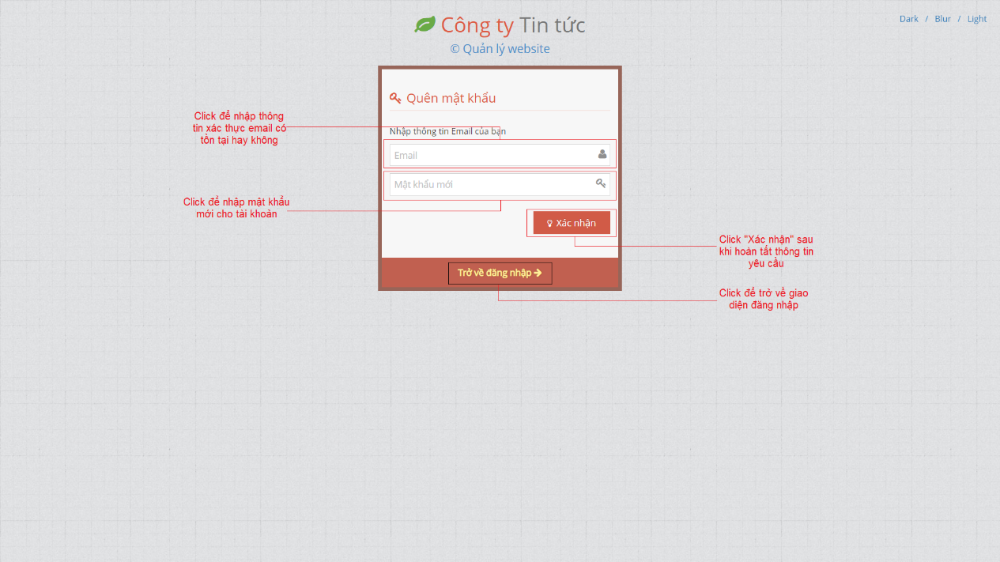 Công ty Tin tức
Dark / Blur / Light
© Quản lý website
Quên mật khẩu
Click để nhập thông
tin xác thực email có
tồn tại hay không
Nhập thông tin Email của bạn
Email
Mật khẩu mới
Click để nhập mật khẩu
mới cho tài khoản
Xác nhận
Click "Xác nhận" sau
khi hoàn tất thông tin
yêu cầu
Trở về đăng nhập
Click để trở về giao
diện đăng nhập